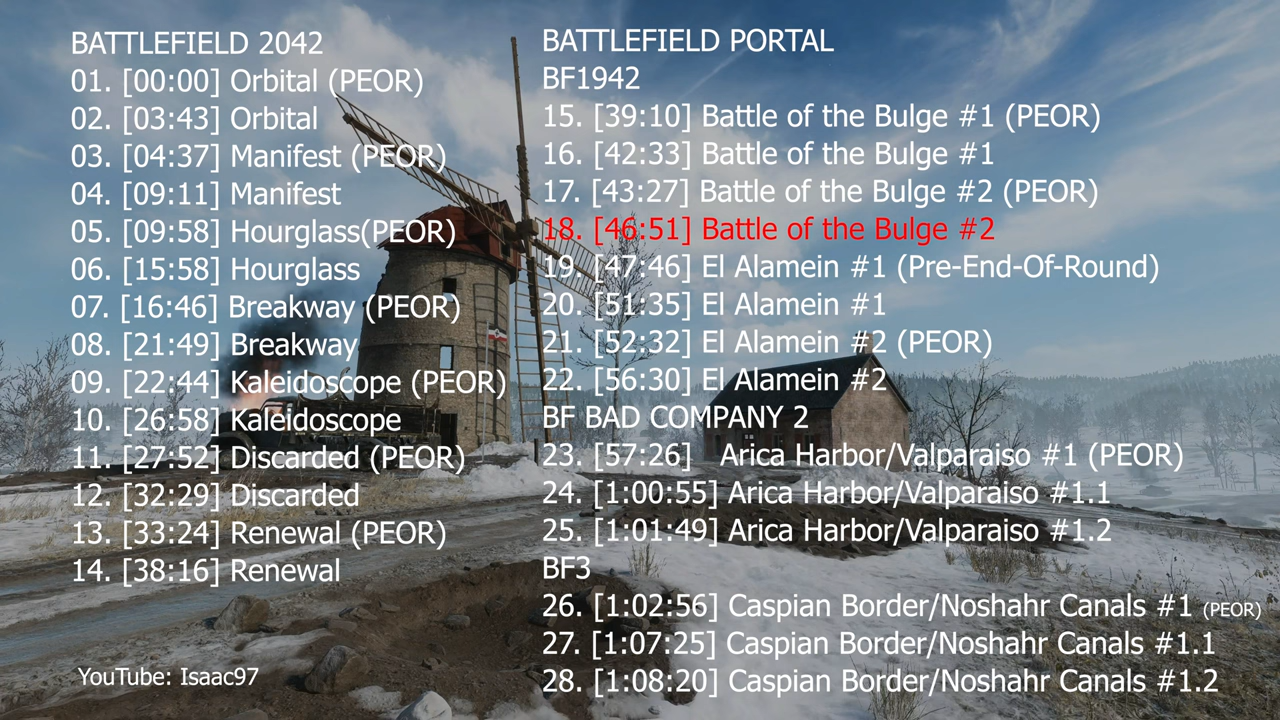 BATTLEFIELD 2042
01. [00:00] Orbital (PEOR)
02. [03:43] Orbital
03. [04:37] Manifest (PEOR)
04. [09:11] Manifest
05. [09:58] Hourglass(PEOR)
06. [15:58] Hourglass
07. [16:46] Breakway (PEOR)
08. [21:49] Breakway
09. [22:44] Kaleidoscope (PEOR)
10. [26:58] Kaleidoscope
11. [27:52] Discarded (PEOR)
12. [32:29] Discarded
13. [33:24] Renewal (PEOR)
14. [38:16] Renewal
YouTube: Isaac97
BATTLEFIELD PORTAL
BF1942
15. [39:10] Battle of the Bulge #1 (PEOR)
16. [42:33] Battle of the Bulge #1
17. [43:27] Battle of the Bulge #2 (PEOR)
18. [46:51] Battle of the Bulge #2
19. [47:46] El Alamein #1 (Pre-End-Of-Round)
20. [51:35] El Alamein #1
21. [52:32] El Alamein #2 (PEOR)
22. [56:30] El Alamein #2
BF BAD COMPANY 2
23. [57:26] Arica Harbor/Valparaiso #1 (PEOR)
24. [1:00:55] Arica Harbor/Valparaiso #1.1
25. [1:01:49] Arica Harbor/Valparaiso #1.2
BF3
26. [1:02:56] Caspian Border/Noshahr Canals #1 (PEOR)
27. [1:07:25] Caspian Border/Noshahr Canals #1.1
28. [1:08:20] Caspian Border/Noshahr Canals #1.2